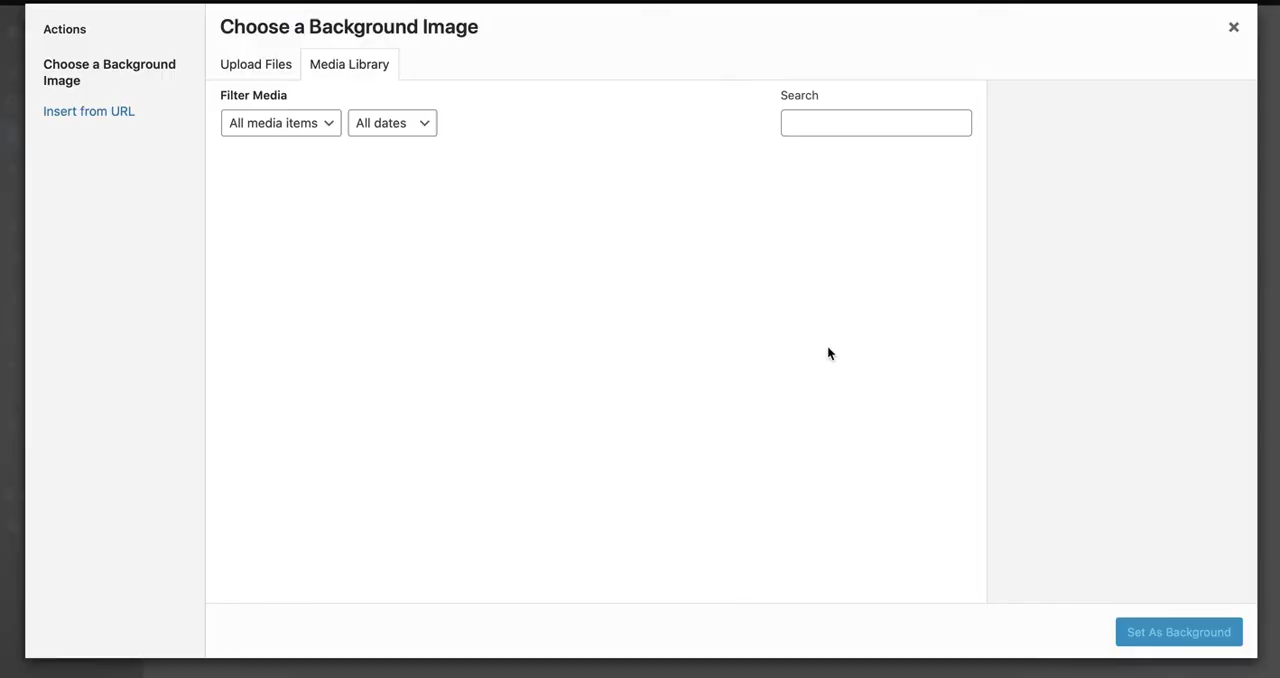 Actions
Choose a Background
Image
Insert from URL
Choose a Background Image
Upload Files
Media Library
Filter Media
All media items
All dates
Search
Set As Background